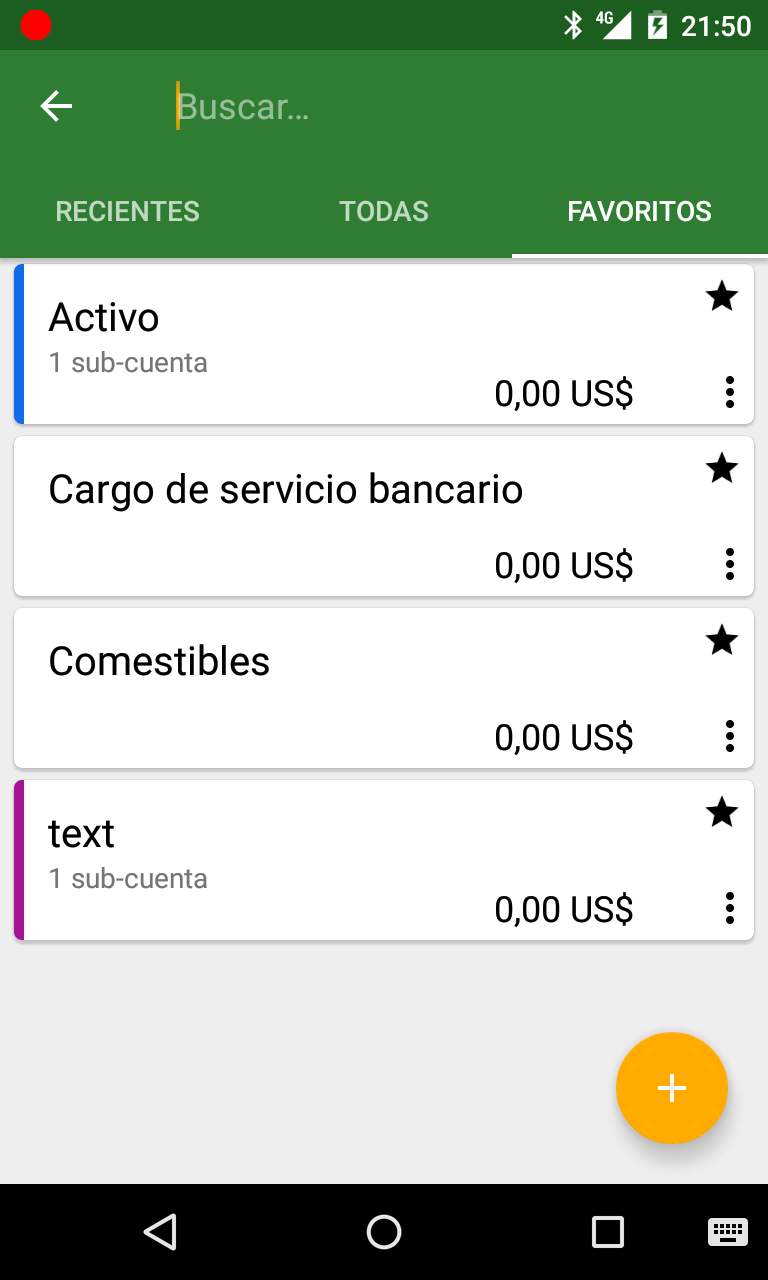 4G 21:50
Buscar...
RECIENTES TODAS FAVORITOS
Activo
1 sub-cuenta
0,00 US$
Cargo de servicio bancario
0,00 US$
Comestibles
0,00 US$
text
1 sub-cuenta
0,00 US$